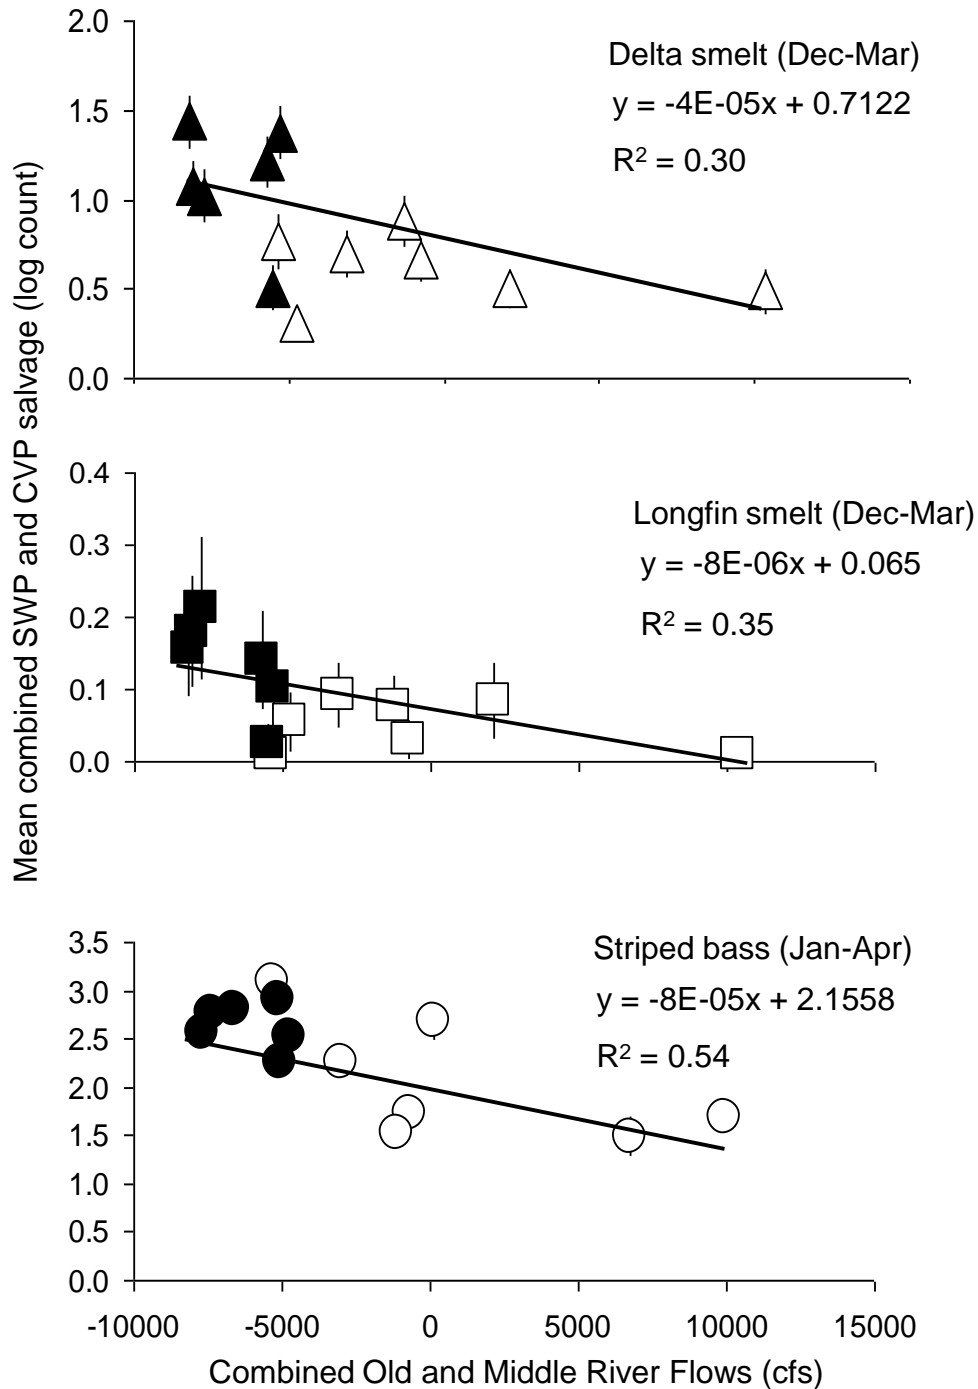 Mean combined SWP and CVP salvage (log count)
2.0
1.5
1.0
0.5
0.0
Delta smelt (Dec-Mar)
y = -4E-05x + 0.7122
R² = 0.30
0.4
0.3
0.2
0.1
0.0
Longfin smelt (Dec-Mar)
y = -8E-06x + 0.065
R² = 0.35
3.5
3.0
2.5
2.0
1.5
1.0
0.5
0.0
Striped bass (Jan-Apr)
y = -8E-05x + 2.1558
R² = 0.54
-10000 -5000 0 5000 10000 15000
Combined Old and Middle River Flows (cfs)